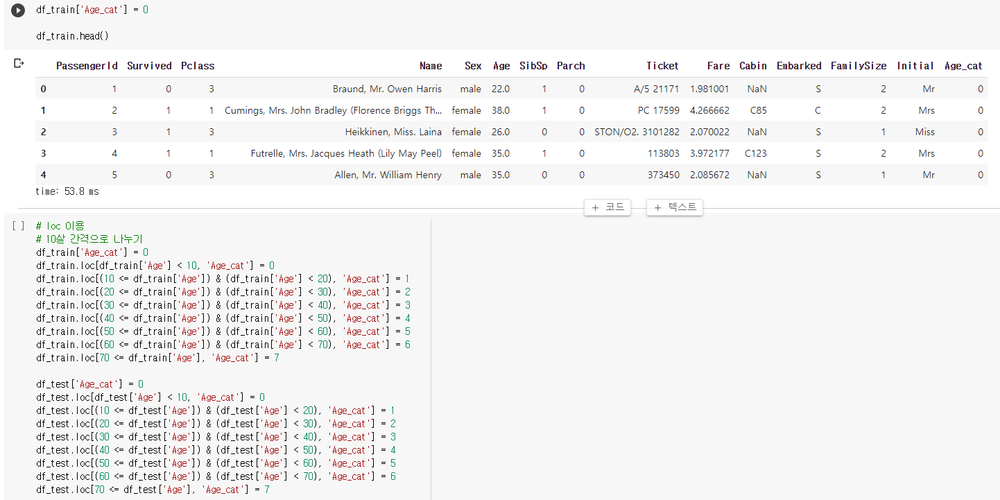 df_train['Age_cat'] = 0
df_train.head()
PassengerId Survived Pclass Name Sex Age SibSp Parch Ticket Fare Cabin Embarked FamilySize Initial Age_cat
0 1 0 3 Braund, Mr. Owen Harris male 22.0 1 0 A/5 21171 1.981001 NaN S 2 Mr 0
1 2 1 1 Cumings, Mrs. John Bradley (Florence Briggs Th... female 38.0 1 0 PC 17599 4.266662 C85 C 2 Mrs 0
2 3 1 3 Heikkinen, Miss. Laina female 26.0 0 0 STON/O2. 3101282 2.070022 NaN S 1 Miss 0
3 4 1 1 Futrelle, Mrs. Jacques Heath (Lily May Peel) female 35.0 1 0 113803 3.972177 C123 S 2 Mrs 0
4 5 0 3 Allen, Mr. William Henry male 35.0 0 0 373450 2.085672 NaN S 1 Mr 0
time: 53.8 ms
+ 코드 + 텍스트
[ ] # loc 이용
# 10살 간격으로 나누기
df_train['Age_cat'] = 0
df_train.loc[df_train['Age'] < 10, 'Age_cat'] = 0
df_train.loc[(10 <= df_train['Age']) & (df_train['Age'] < 20), 'Age_cat'] = 1
df_train.loc[(20 <= df_train['Age']) & (df_train['Age'] < 30), 'Age_cat'] = 2
df_train.loc[(30 <= df_train['Age']) & (df_train['Age'] < 40), 'Age_cat'] = 3
df_train.loc[(40 <= df_train['Age']) & (df_train['Age'] < 50), 'Age_cat'] = 4
df_train.loc[(50 <= df_train['Age']) & (df_train['Age'] < 60), 'Age_cat'] = 5
df_train.loc[(60 <= df_train['Age']) & (df_train['Age'] < 70), 'Age_cat'] = 6
df_train.loc[70 <= df_train['Age'], 'Age_cat'] = 7
df_test['Age_cat'] = 0
df_test.loc[df_test['Age'] < 10, 'Age_cat'] = 0
df_test.loc[(10 <= df_test['Age']) & (df_test['Age'] < 20), 'Age_cat'] = 1
df_test.loc[(20 <= df_test['Age']) & (df_test['Age'] < 30), 'Age_cat'] = 2
df_test.loc[(30 <= df_test['Age']) & (df_test['Age'] < 40), 'Age_cat'] = 3
df_test.loc[(40 <= df_test['Age']) & (df_test['Age'] < 50), 'Age_cat'] = 4
df_test.loc[(50 <= df_test['Age']) & (df_test['Age'] < 60), 'Age_cat'] = 5
df_test.loc[(60 <= df_test['Age']) & (df_test['Age'] < 70), 'Age_cat'] = 6
df_test.loc[70 <= df_test['Age'], 'Age_cat'] = 7